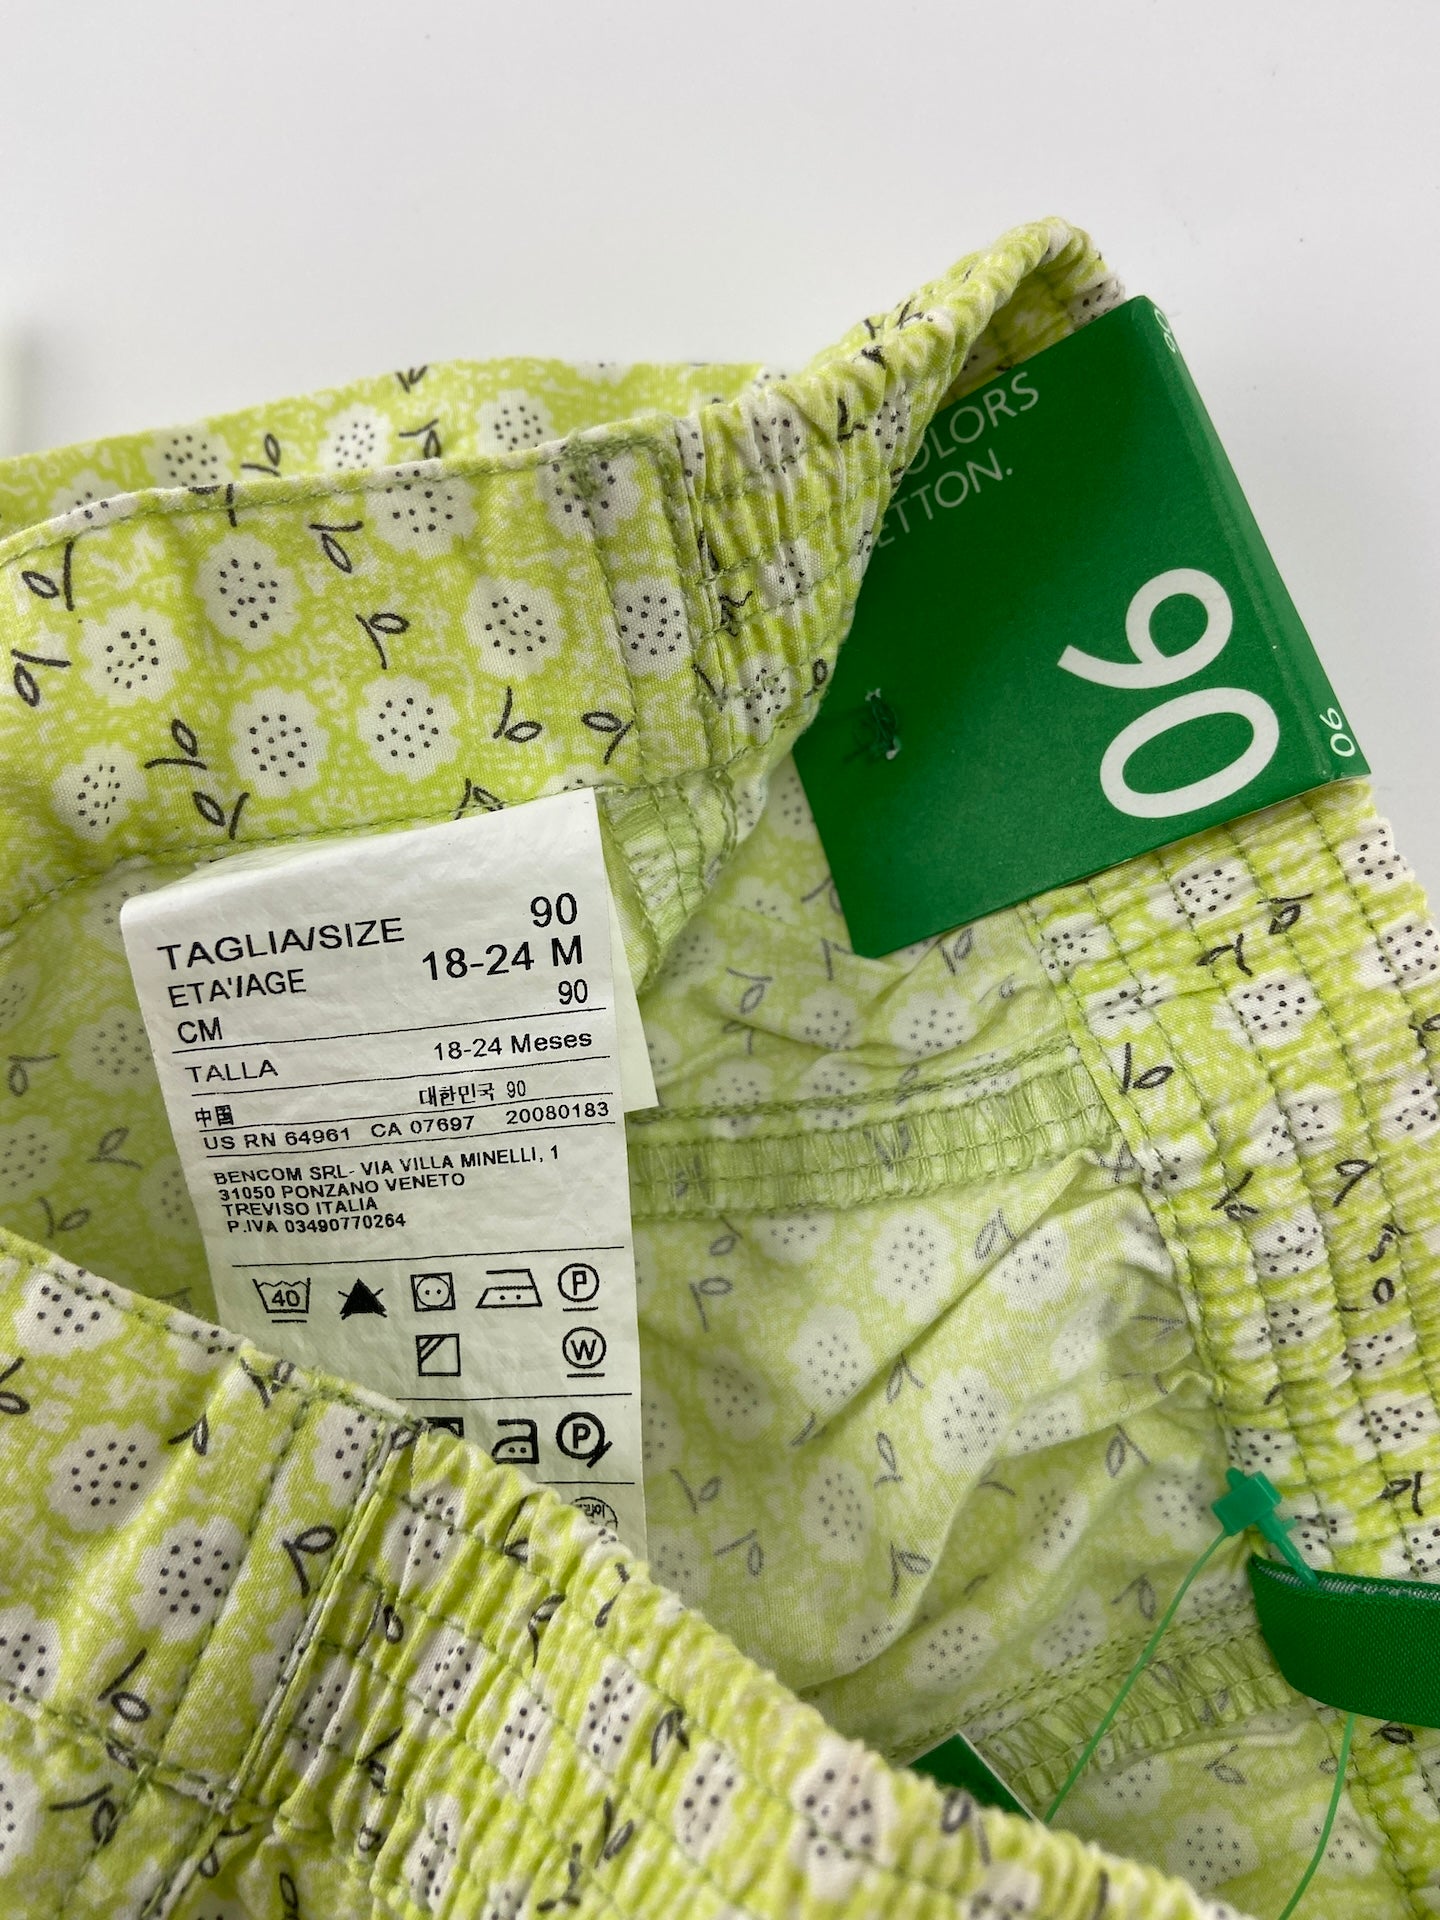 COLORS
ETTON.
90
90
90
TAGLIA/SIZE 90
ETA'/AGE 18-24 M
CM 90
TALLA 18-24 Meses
中国 대한민국 90
US RN 64961 CA 07697 20080183
BENCOM SRL- VIA VILLA MINELLI, 1
31050 PONZANO VENETO
TREVISO ITALIA
P.IVA 03490770264
40 P
W
P